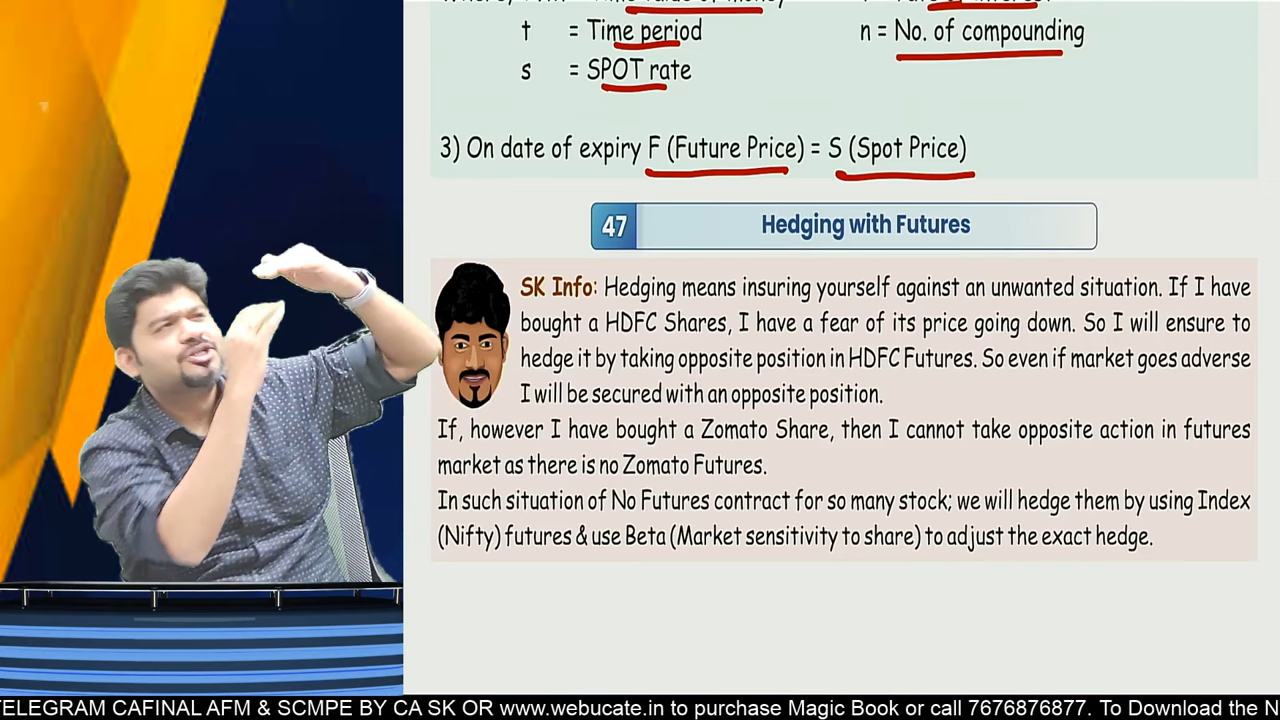 t = Time period n = No. of compounding
s = SPOT rate
3) On date of expiry F (Future Price) = S (Spot Price)
47 Hedging with Futures
SK Info: Hedging means insuring yourself against an unwanted situation. If I have
bought a HDFC Shares, I have a fear of its price going down. So I will ensure to
hedge it by taking opposite position in HDFC Futures. So even if market goes adverse
I will be secured with an opposite position.
If, however I have bought a Zomato Share, then I cannot take opposite action in futures
market as there is no Zomato Futures.
In such situation of No Futures contract for so many stock; we will hedge them by using Index
(Nifty) futures & use Beta (Market sensitivity to share) to adjust the exact hedge.
TELEGRAM CAFINAL AFM & SCMPE BY CA SK OR www.webucate.in to purchase Magic Book or call 7676876877. To Download the N